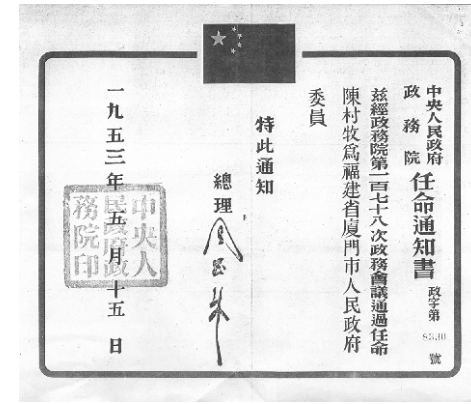 中央人民政府
政務院
任命通知書
政字第 號
茲經政務院第一百七十八次政務會議通過任命
陳村牧爲福建省廈門市人民政府
委員
特此通知
總理 周恩來
一九五三年五月十五日
中央人
民政府政
務院印